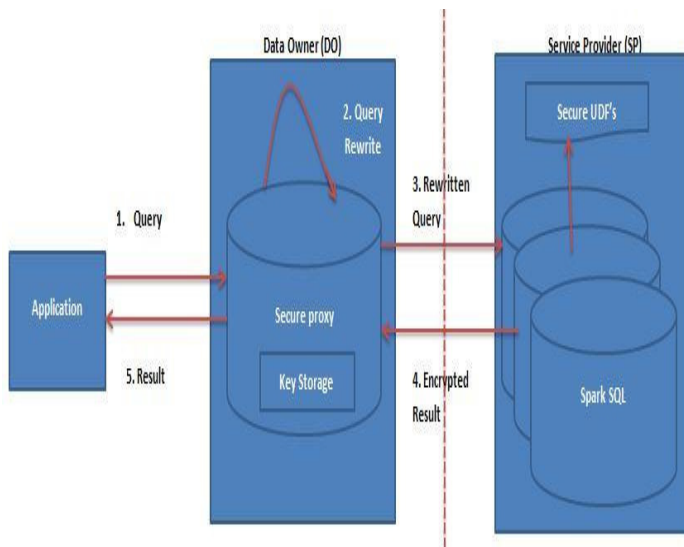 Data Owner (DO)
Service Provider (SP)
Secure UDF's
2. Query
Rewrite
3. Rewritten
Query
1. Query
Application
Secure proxy
Key Storage
5. Result
4. Encrypted
Result
Spark SQL